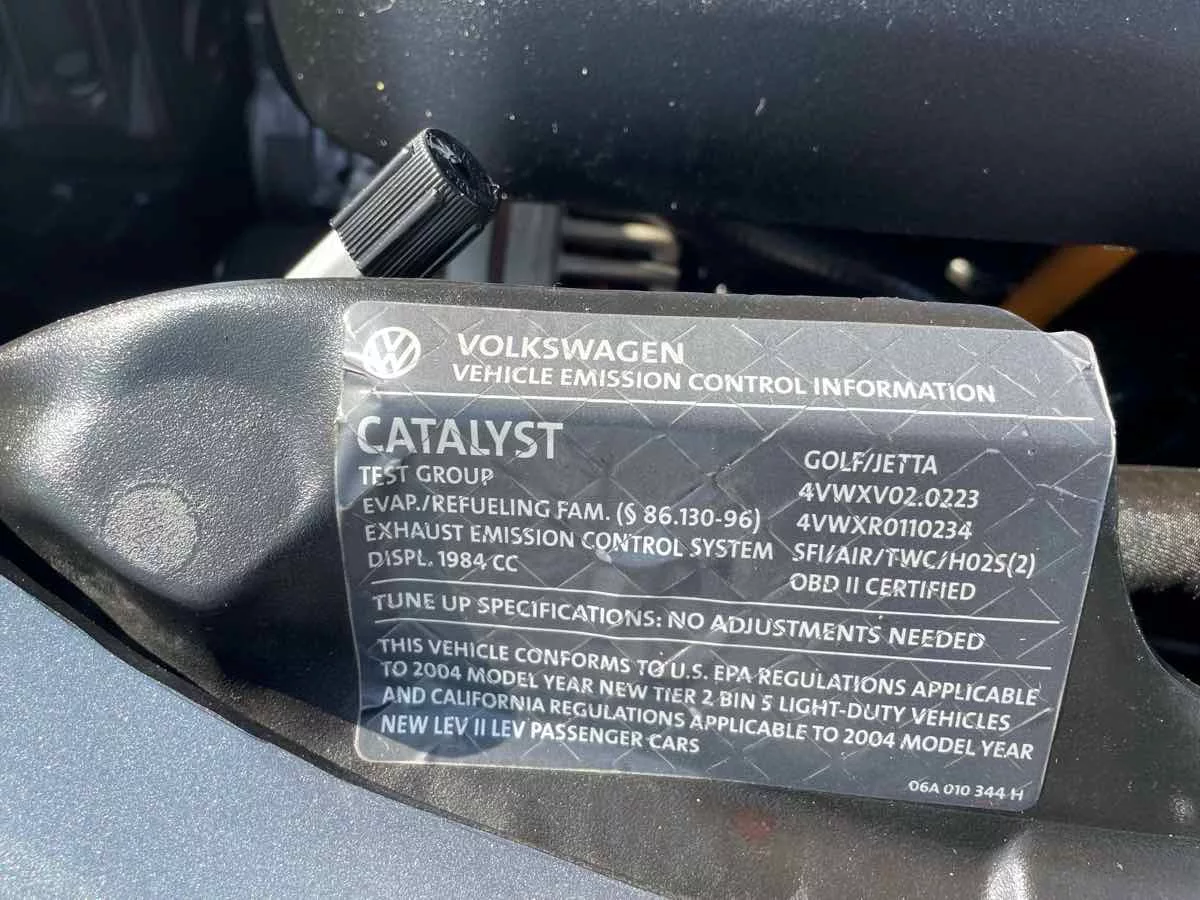 VOLKSWAGEN
VEHICLE EMISSION CONTROL INFORMATION
CATALYST
GOLF/JETTA
TEST GROUP 4VWXV02.0223
EVAP./REFUELING FAM. (§ 86.130-96) 4VWXR0110234
EXHAUST EMISSION CONTROL SYSTEM SFI/AIR/TWC/H02S(2)
DISPL. 1984 CC OBD II CERTIFIED
TUNE UP SPECIFICATIONS: NO ADJUSTMENTS NEEDED
THIS VEHICLE CONFORMS TO U.S. EPA REGULATIONS APPLICABLE
TO 2004 MODEL YEAR NEW TIER 2 BIN 5 LIGHT-DUTY VEHICLES
AND CALIFORNIA REGULATIONS APPLICABLE TO 2004 MODEL YEAR
NEW LEV II LEV PASSENGER CARS
06A 010 344 H